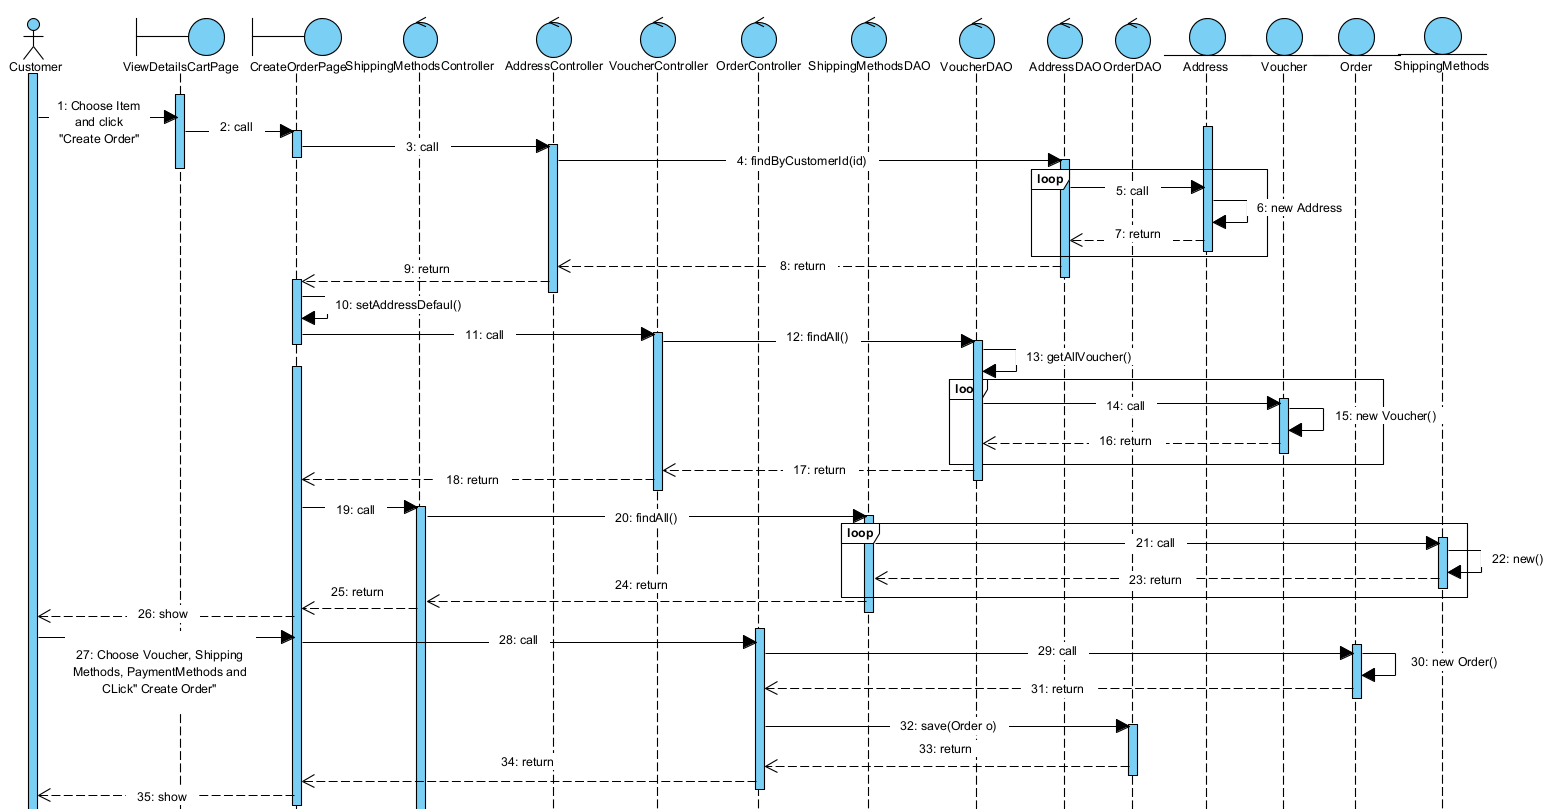 Customer
ViewDetailsCartPage
CreateOrderPage
ShippingMethodsController
AddressController
VoucherController
OrderController
ShippingMethodsDAO
VoucherDAO
AddressDAO
OrderDAO
Address
Voucher
Order
ShippingMethods
1: Choose Item
and click
"Create Order"
2: call
3: call
4: findByCustomerId(id)
loop
5: call
6: new Address
7: return
8: return
9: return
10: setAddressDefaul()
11: call
12: findAll()
13: getAllVoucher()
loo
14: call
15: new Voucher()
16: return
17: return
18: return
19: call
20: findAll()
loop
21: call
22: new()
23: return
24: return
25: return
26: show
27: Choose Voucher, Shipping
Methods, PaymentMethods and
CLick" Create Order"
28: call
29: call
30: new Order()
31: return
32: save(Order o)
33: return
34: return
35: show